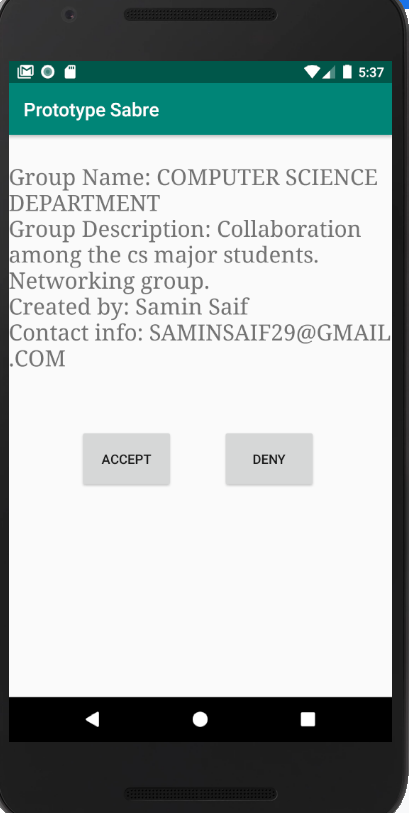 5:37
Prototype Sabre
Group Name: COMPUTER SCIENCE
DEPARTMENT
Group Description: Collaboration
among the cs major students.
Networking group.
Created by: Samin Saif
Contact info: SAMINSAIF29@GMAIL
.COM
ACCEPT DENY